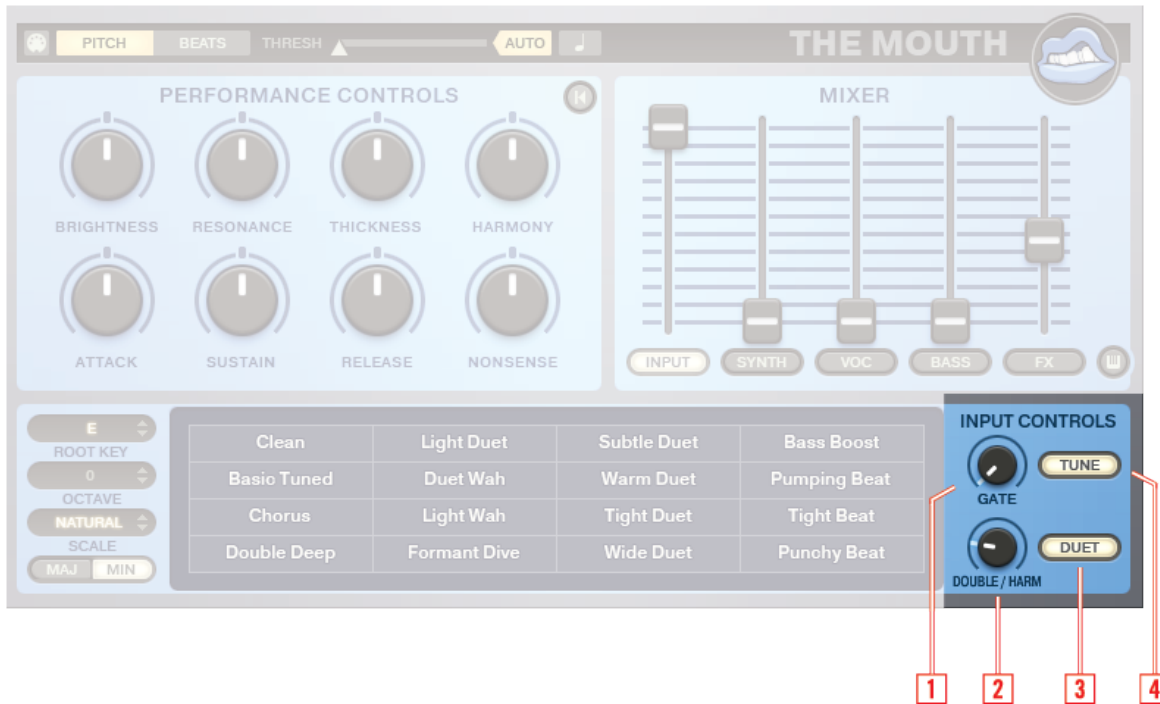 PITCH BEATS THRESH AUTO THE MOUTH
PERFORMANCE CONTROLS
BRIGHTNESS RESONANCE THICKNESS HARMONY
ATTACK SUSTAIN RELEASE NONSENSE
MIXER
INPUT SYNTH VOC BASS FX
E
ROOT KEY
0
OCTAVE
NATURAL
SCALE
MAJ MIN
Clean Light Duet Subtle Duet Bass Boost
Basic Tuned Duet Wah Warm Duet Pumping Beat
Chorus Light Wah Tight Duet Tight Beat
Double Deep Formant Dive Wide Duet Punchy Beat
INPUT CONTROLS
TUNE
GATE
DUET
DOUBLE / HARM
1 2 3 4